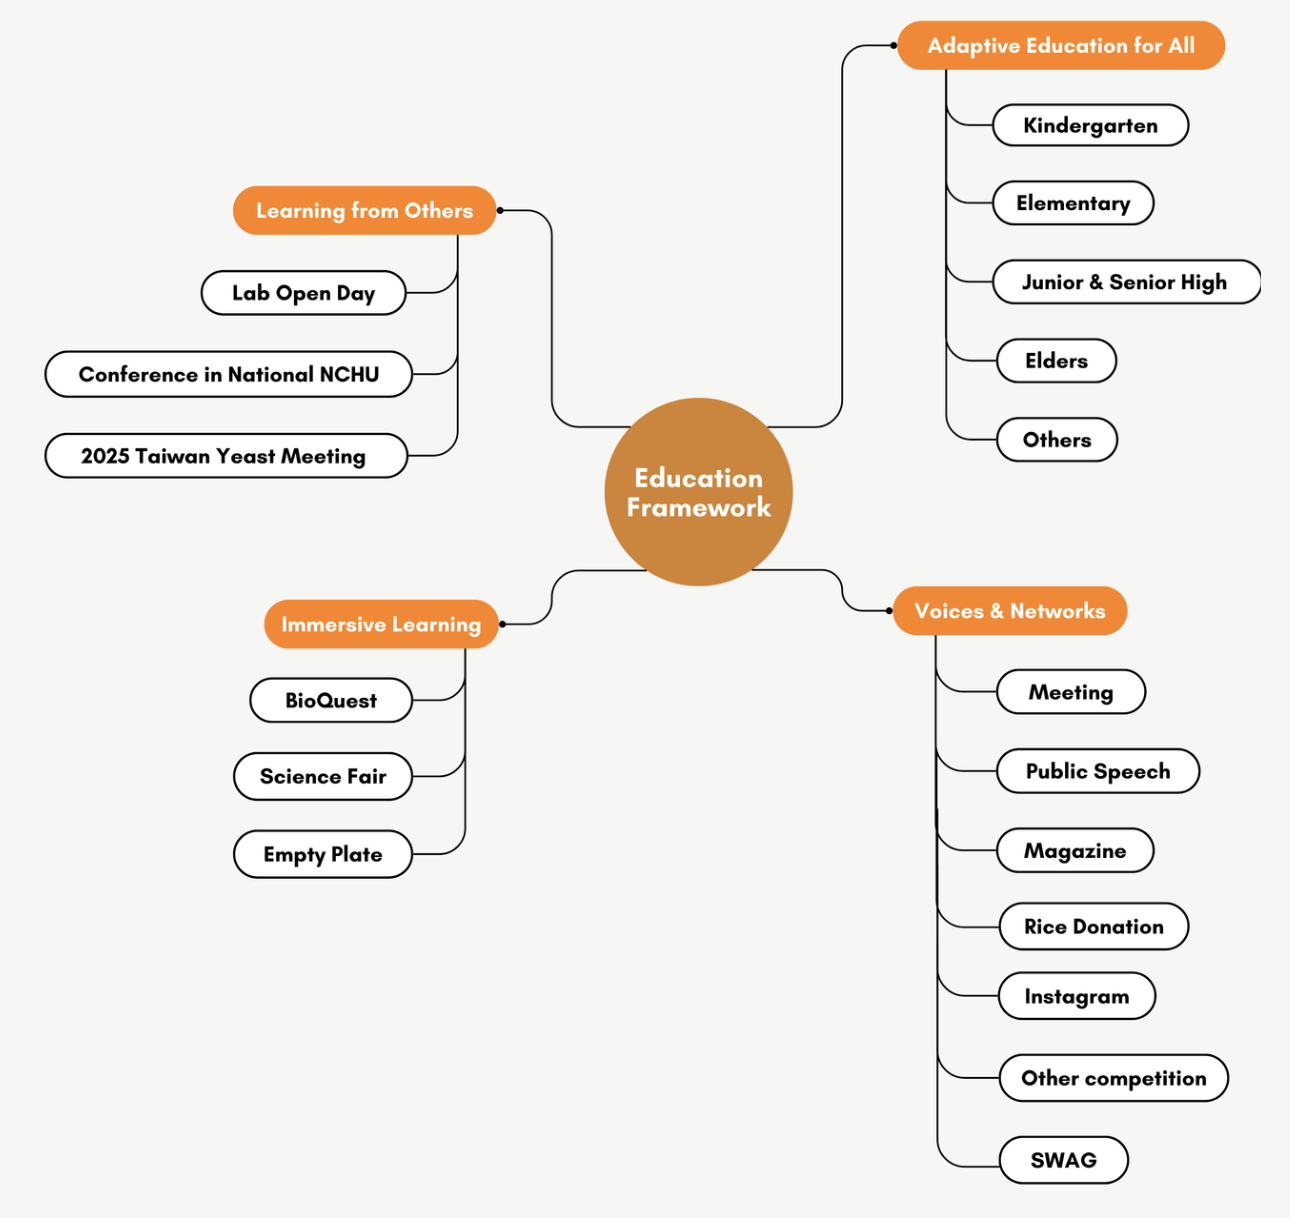 Education
Framework
Learning from Others
Lab Open Day
Conference in National NCHU
2025 Taiwan Yeast Meeting
Immersive Learning
BioQuest
Science Fair
Empty Plate
Adaptive Education for All
Kindergarten
Elementary
Junior & Senior High
Elders
Others
Voices & Networks
Meeting
Public Speech
Magazine
Rice Donation
Instagram
Other competition
SWAG